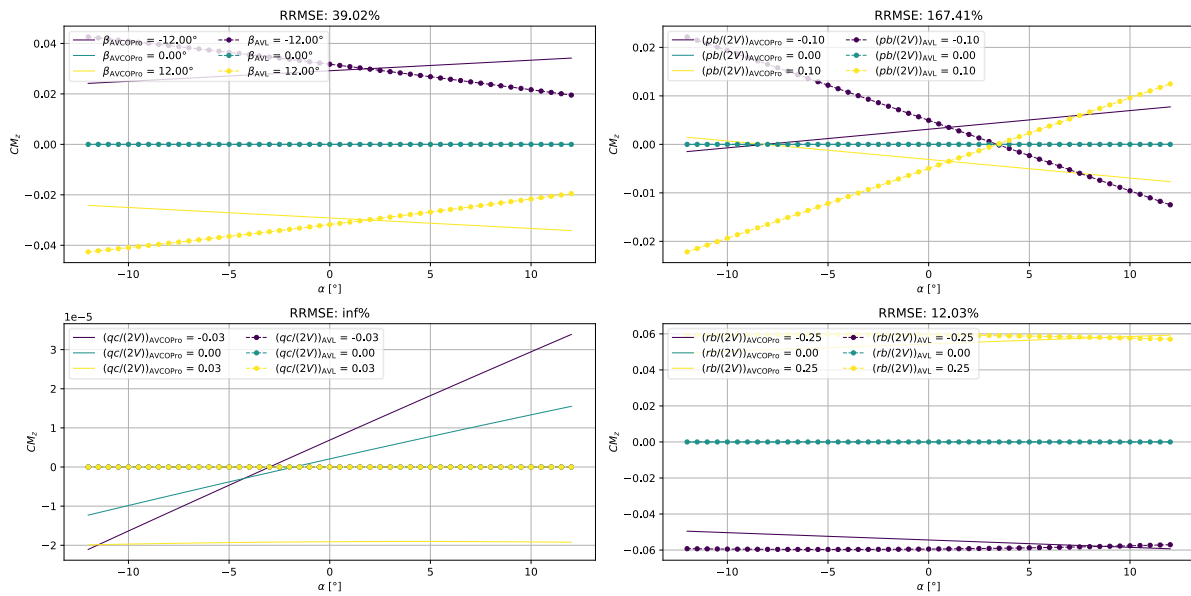 RRMSE: 39.02%
β_AVCOPro = -12.00° β_AVL = -12.00°
β_AVCOPro = 0.00° β_AVL = 0.00°
β_AVCOPro = 12.00° β_AVL = 12.00°
0.04
0.02
0.00
−0.02
−0.04
CM_z
−10 −5 0 5 10
α [°]
RRMSE: 167.41%
(pb/(2V))_AVCOPro = -0.10 (pb/(2V))_AVL = -0.10
(pb/(2V))_AVCOPro = 0.00 (pb/(2V))_AVL = 0.00
(pb/(2V))_AVCOPro = 0.10 (pb/(2V))_AVL = 0.10
0.02
0.01
0.00
−0.01
−0.02
CM_z
−10 −5 0 5 10
α [°]
RRMSE: inf%
1e−5
(qc/(2V))_AVCOPro = -0.03 (qc/(2V))_AVL = -0.03
(qc/(2V))_AVCOPro = 0.00 (qc/(2V))_AVL = 0.00
(qc/(2V))_AVCOPro = 0.03 (qc/(2V))_AVL = 0.03
3
2
1
0
−1
−2
CM_z
−10 −5 0 5 10
α [°]
RRMSE: 12.03%
(rb/(2V))_AVCOPro = -0.25 (rb/(2V))_AVL = -0.25
(rb/(2V))_AVCOPro = 0.00 (rb/(2V))_AVL = 0.00
(rb/(2V))_AVCOPro = 0.25 (rb/(2V))_AVL = 0.25
0.06
0.04
0.02
0.00
−0.02
−0.04
−0.06
CM_z
−10 −5 0 5 10
α [°]